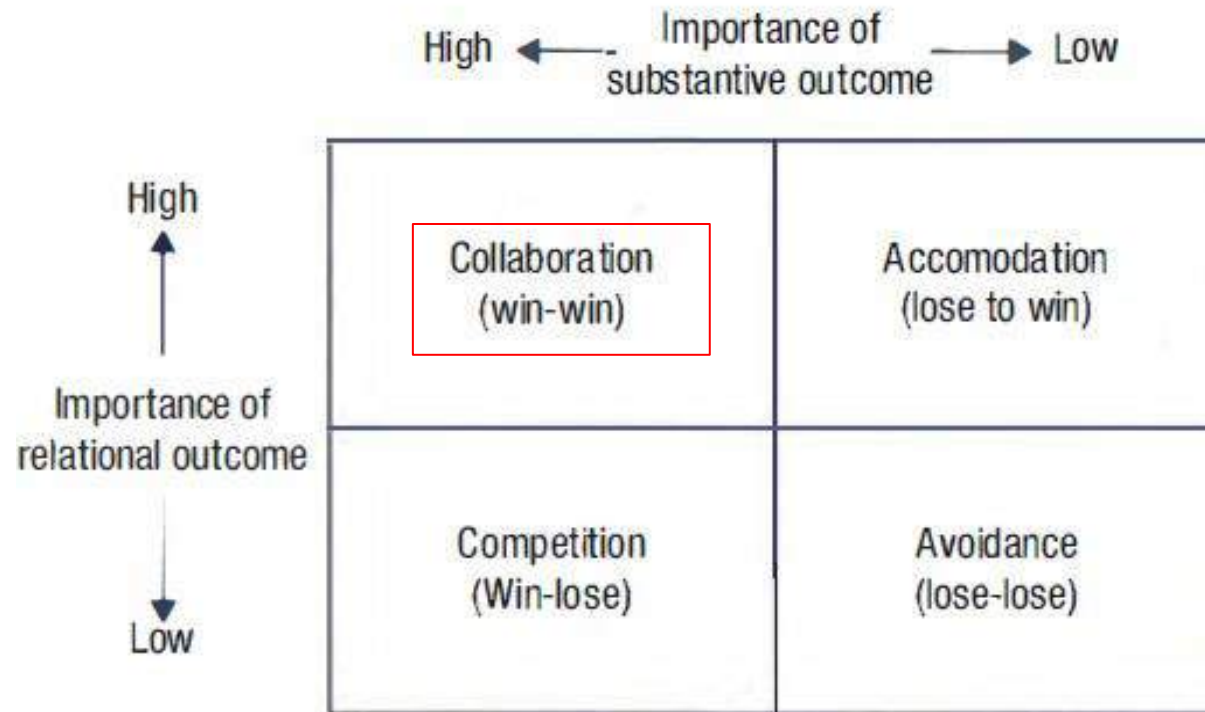 High
Importance of
substantive outcome
Low
High
Collaboration
(win-win)
Accomodation
(lose to win)
Importance of
relational outcome
Competition
(Win-lose)
Avoidance
(lose-lose)
Low